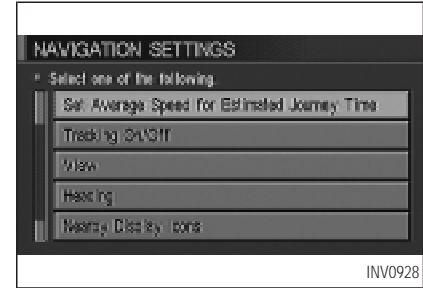 NAVIGATION SETTINGS
Select one of the following.
Set Average Speed for Estimated Journey Time
Tracking On/Off
View
Heading
Nearby Display Icons
INV0928